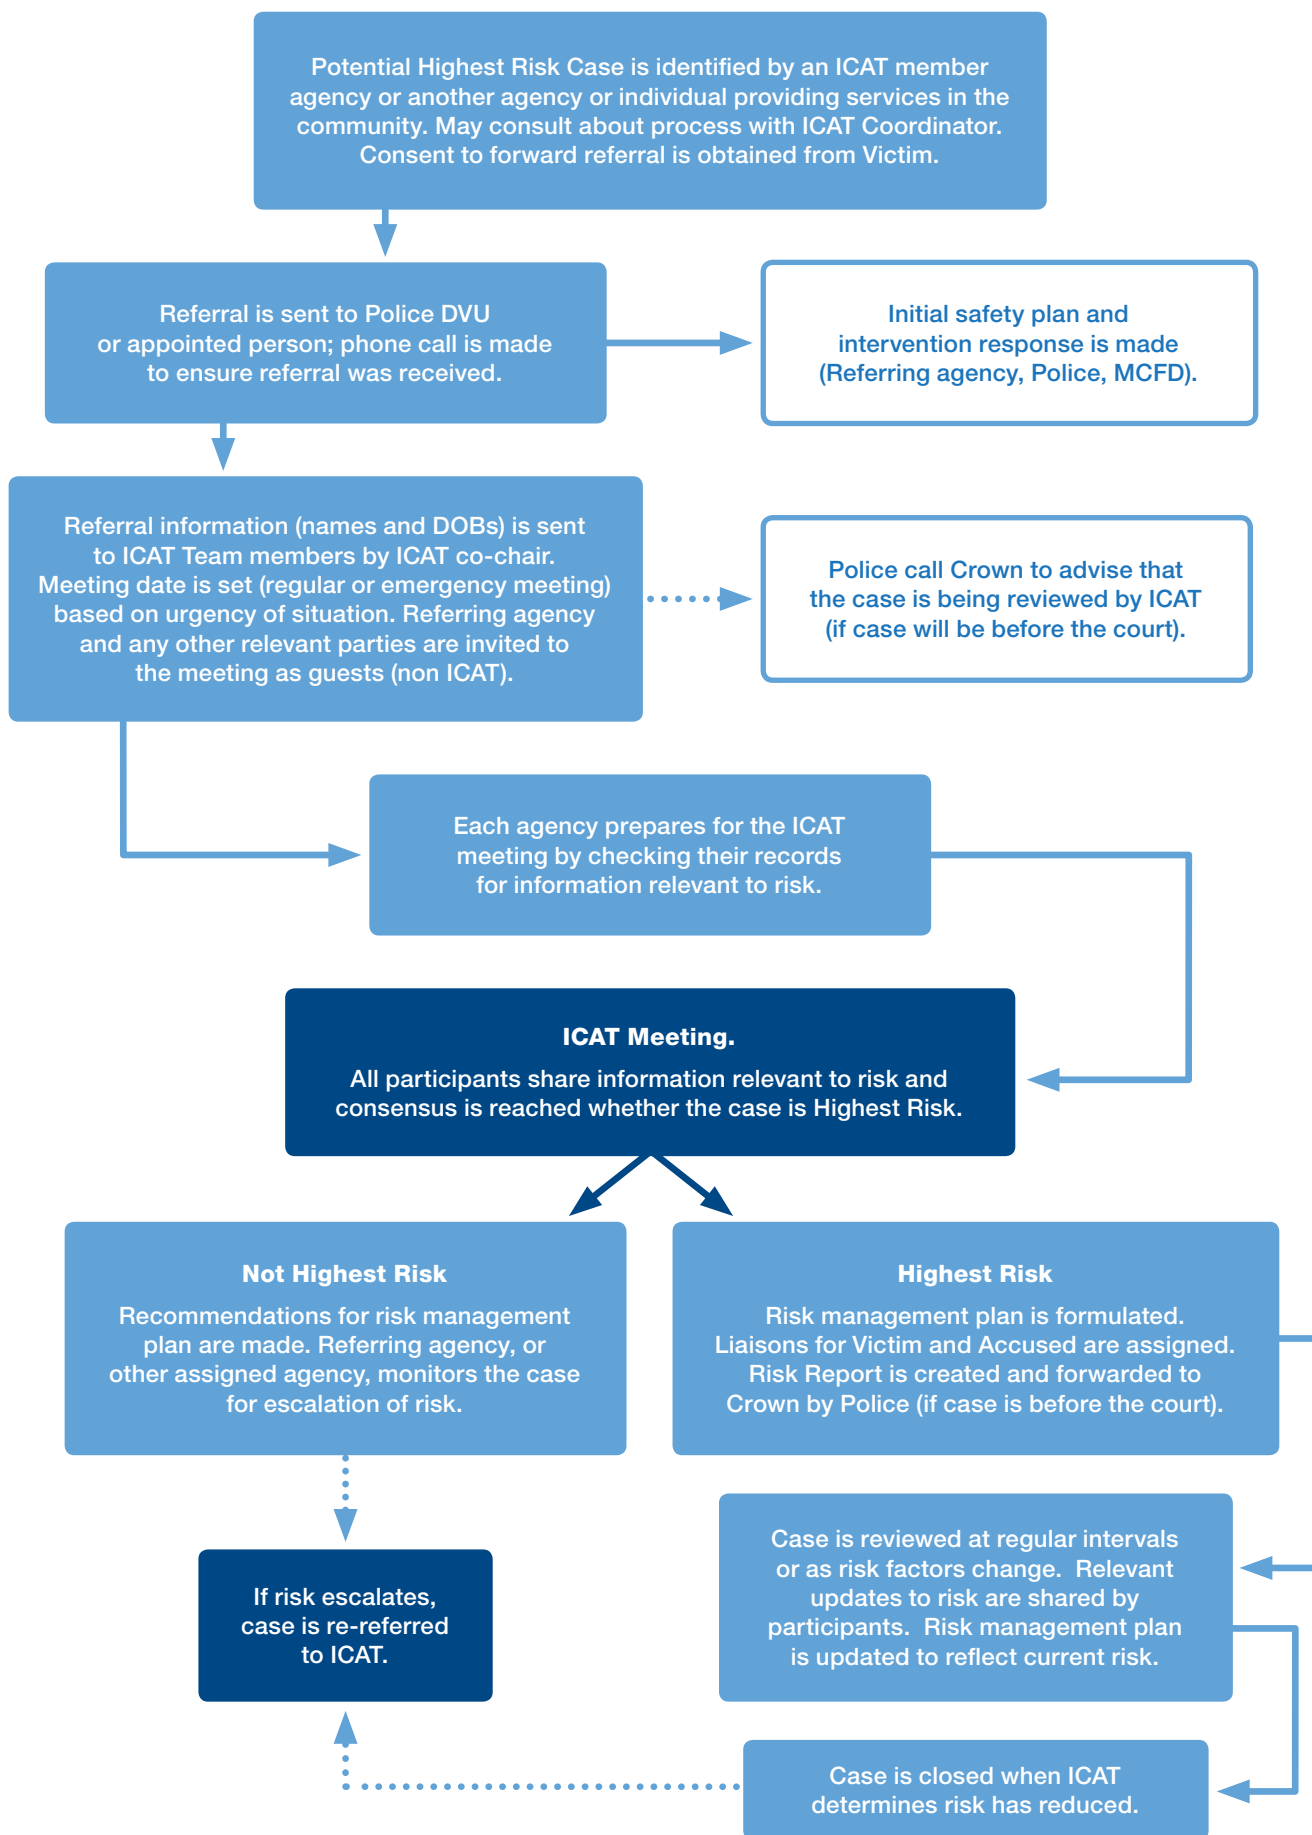 Potential Highest Risk Case is identified by an ICAT member
agency or another agency or individual providing services in the
community. May consult about process with ICAT Coordinator.
Consent to forward referral is obtained from Victim.
Referral is sent to Police DVU
or appointed person; phone call is made
to ensure referral was received.
Initial safety plan and
intervention response is made
(Referring agency, Police, MCFD).
Referral information (names and DOBs) is sent
to ICAT Team members by ICAT co-chair.
Meeting date is set (regular or emergency meeting)
based on urgency of situation. Referring agency
and any other relevant parties are invited to
the meeting as guests (non ICAT).
Police call Crown to advise that
the case is being reviewed by ICAT
(if case will be before the court).
Each agency prepares for the ICAT
meeting by checking their records
for information relevant to risk.
ICAT Meeting.
All participants share information relevant to risk and
consensus is reached whether the case is Highest Risk.
Not Highest Risk
Recommendations for risk management
plan are made. Referring agency, or
other assigned agency, monitors the case
for escalation of risk.
Highest Risk
Risk management plan is formulated.
Liaisons for Victim and Accused are assigned.
Risk Report is created and forwarded to
Crown by Police (if case is before the court).
If risk escalates,
case is re-referred
to ICAT.
Case is reviewed at regular intervals
or as risk factors change.  Relevant
updates to risk are shared by
participants.  Risk management plan
is updated to reflect current risk.
Case is closed when ICAT
determines risk has reduced.